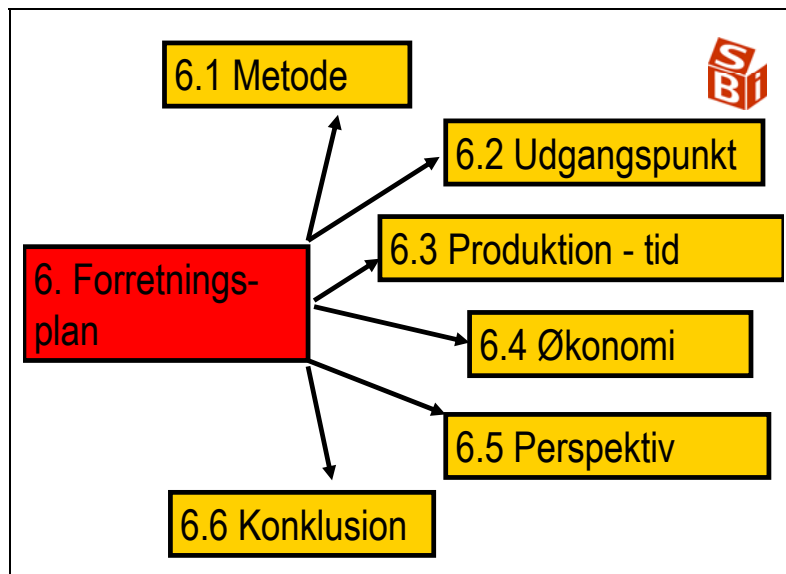 6.1 Metode
S
B i
6.2 Udgangspunkt
6.3 Produktion - tid
6. Forretnings-
plan
6.4 Økonomi
6.5 Perspektiv
6.6 Konklusion